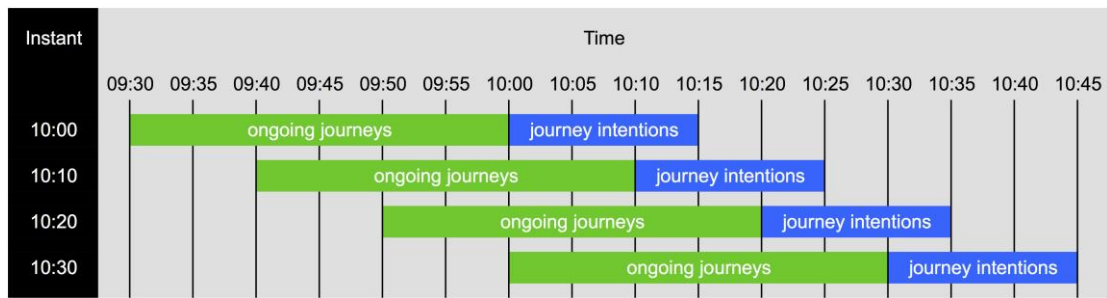 Instant Time
09:30 09:35 09:40 09:45 09:50 09:55 10:00 10:05 10:10 10:15 10:20 10:25 10:30 10:35 10:40 10:45
10:00 ongoing journeys journey intentions
10:10 ongoing journeys journey intentions
10:20 ongoing journeys journey intentions
10:30 ongoing journeys journey intentions